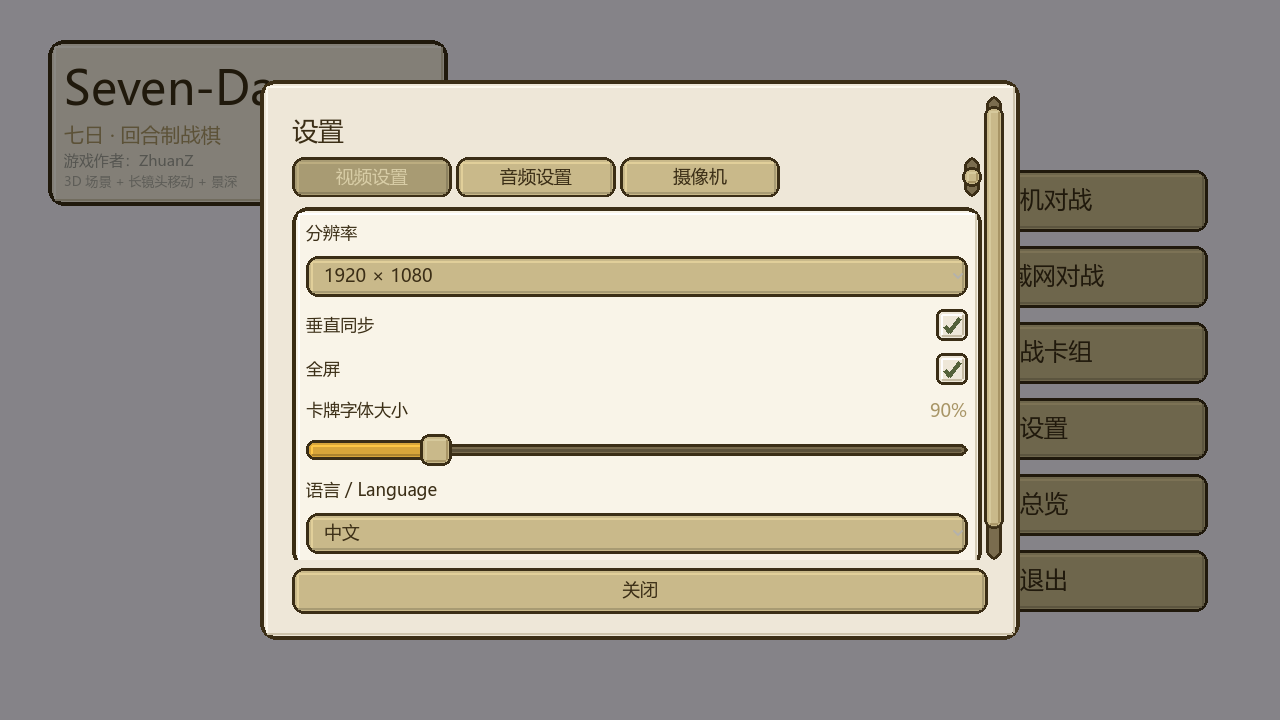 Seven-Da
七日 · 回合制战棋
游戏作者：ZhuanZ
3D 场景 + 长镜头移动 + 景深
设置
视频设置 音频设置 摄像机
分辨率
1920 × 1080
垂直同步
全屏
卡牌字体大小 90%
语言 / Language
中文
关闭
机对战
域网对战
战卡组
设置
总览
退出